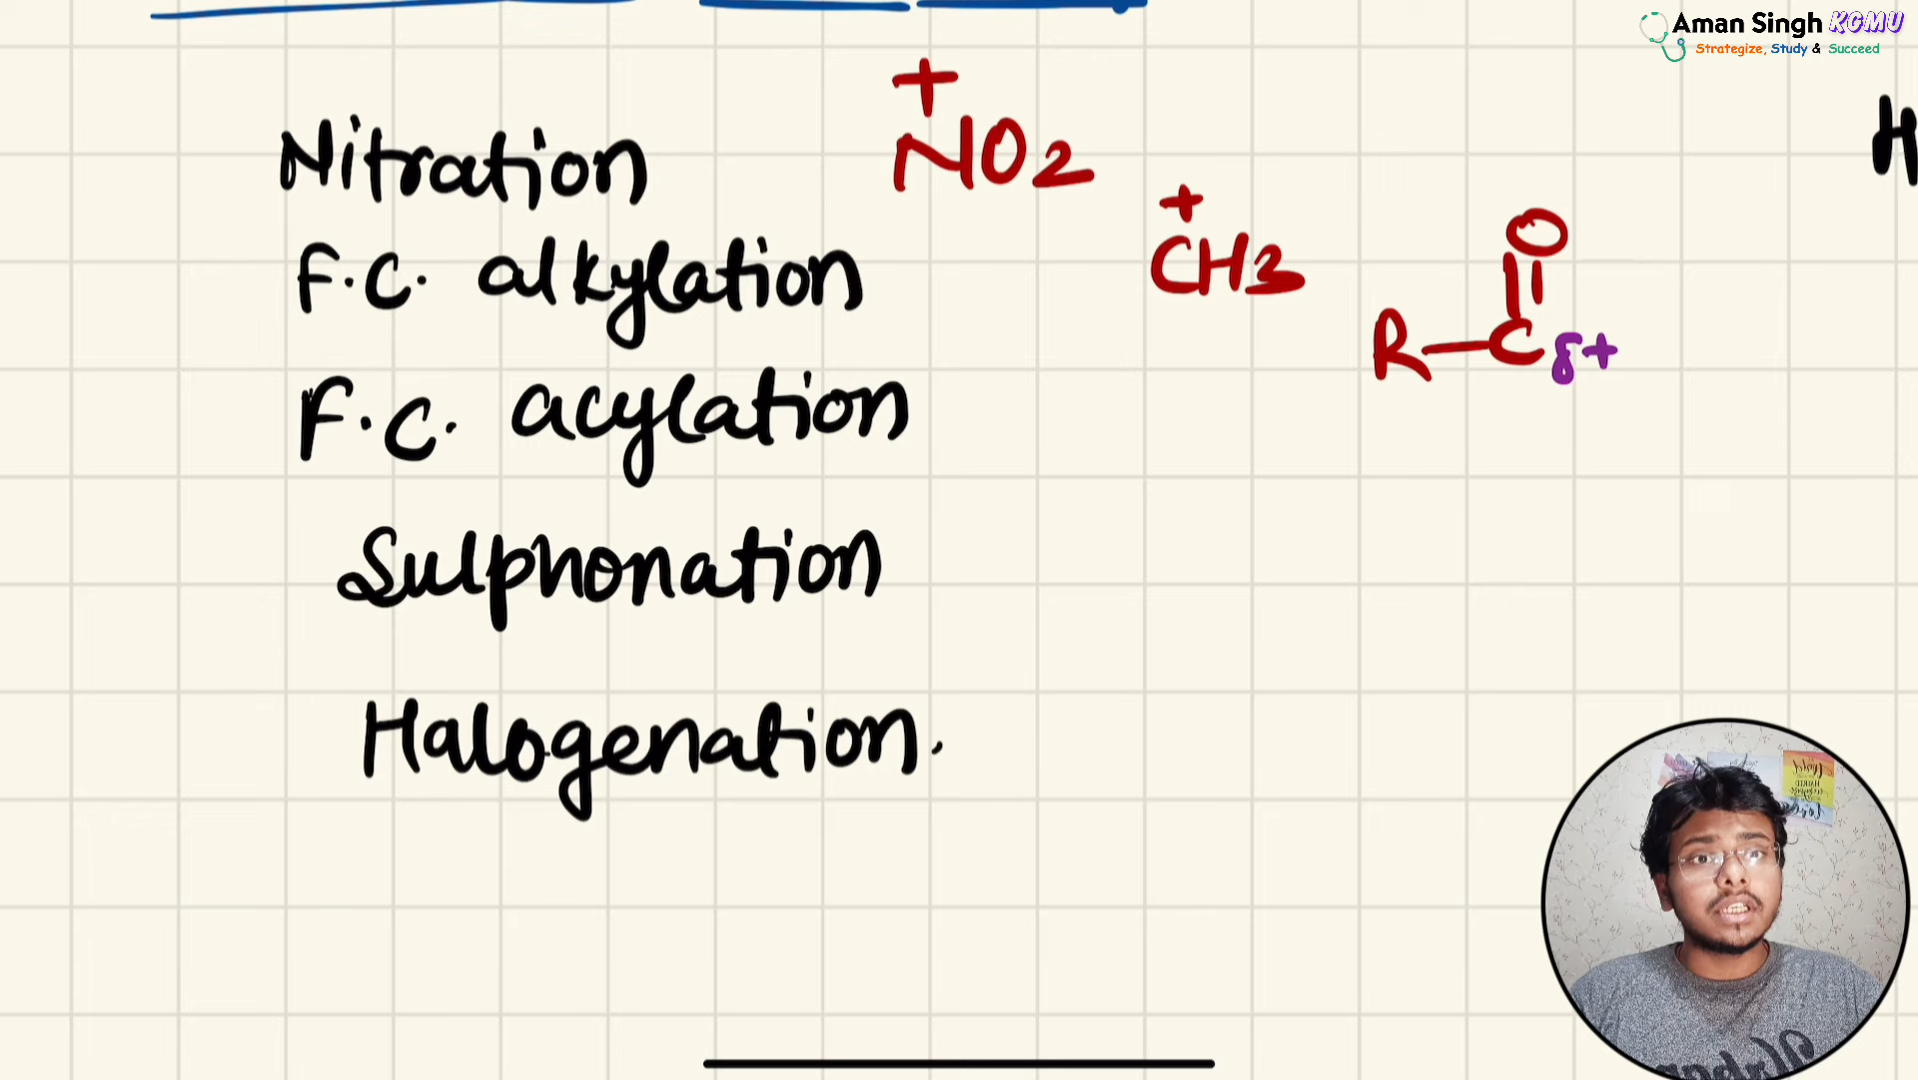 Aman Singh KGMU
Strategize, Study & Succeed
Nitration
+
NO2
H
F.C. alkylation
+
CH3
O
R-C δ+
F.C. acylation
Sulphonation
Halogenation.